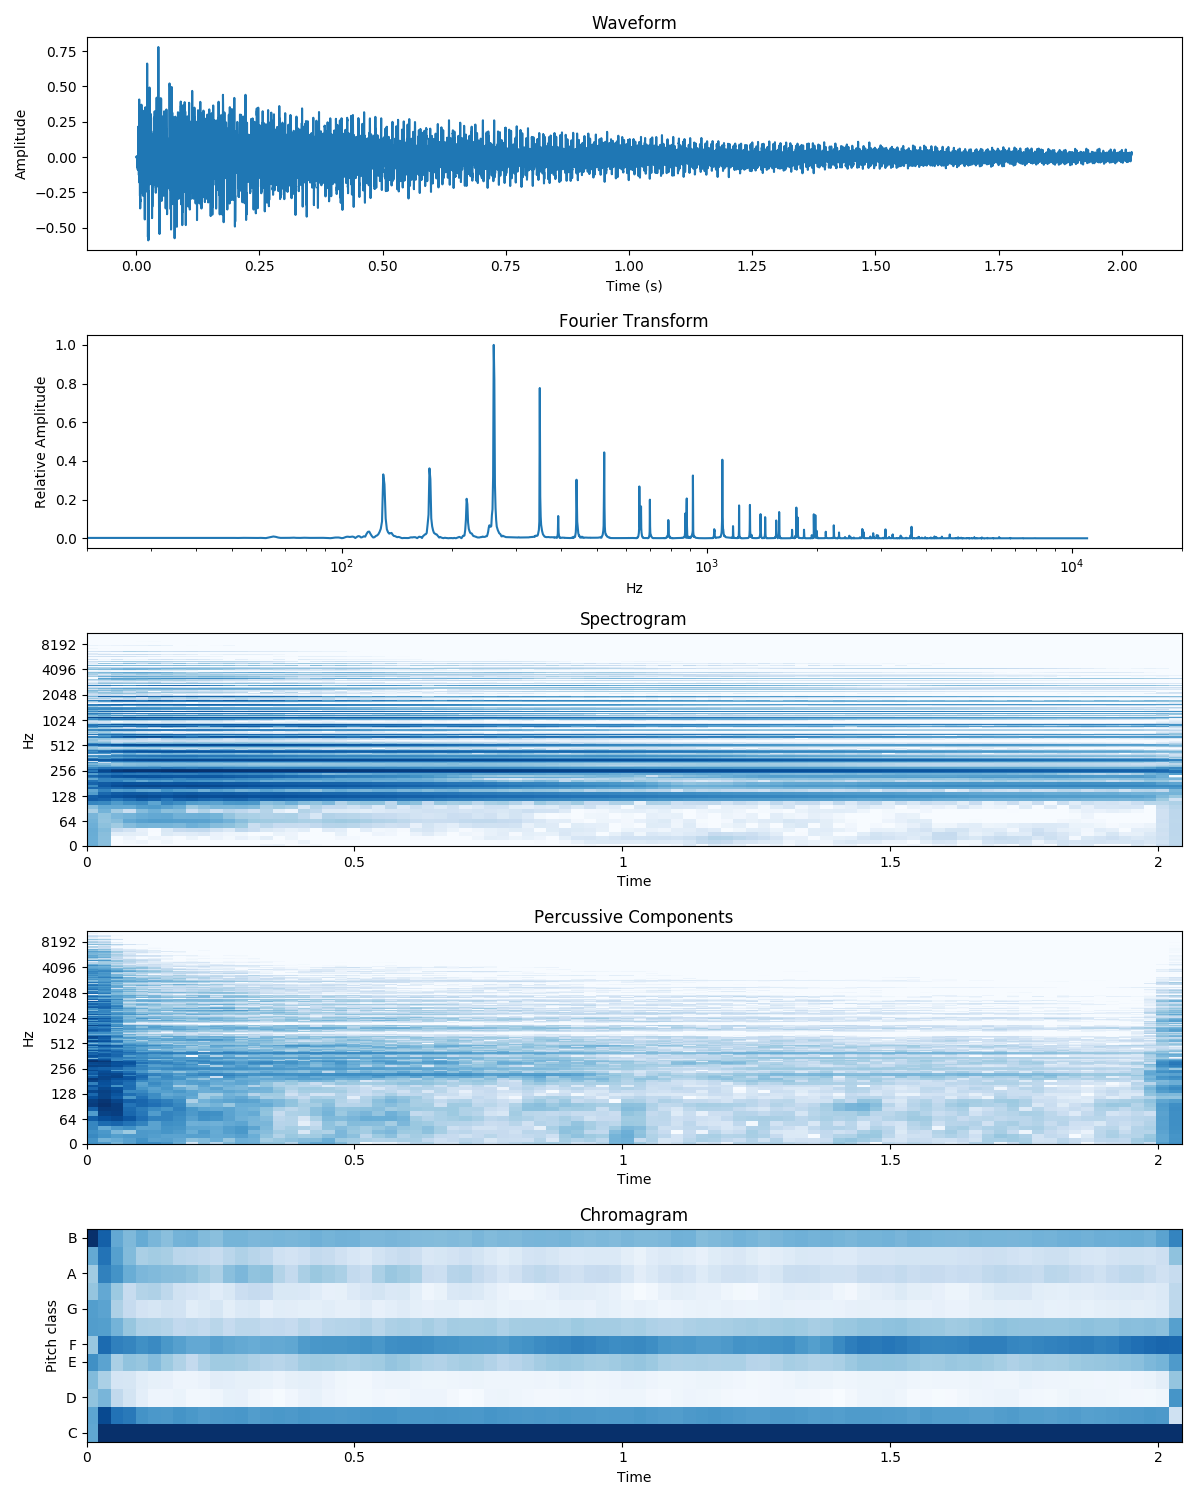 Waveform
0.75
0.50
0.25
0.00
−0.25
−0.50
Amplitude
0.00 0.25 0.50 0.75 1.00 1.25 1.50 1.75 2.00
Time (s)
Fourier Transform
1.0
0.8
0.6
0.4
0.2
0.0
Relative Amplitude
10² 10³ 10⁴
Hz
Spectrogram
8192
4096
2048
1024
512
256
128
64
0
Hz
0 0.5 1 1.5 2
Time
Percussive Components
8192
4096
2048
1024
512
256
128
64
0
Hz
0 0.5 1 1.5 2
Time
Chromagram
B
A
G
F
E
D
C
Pitch class
0 0.5 1 1.5 2
Time